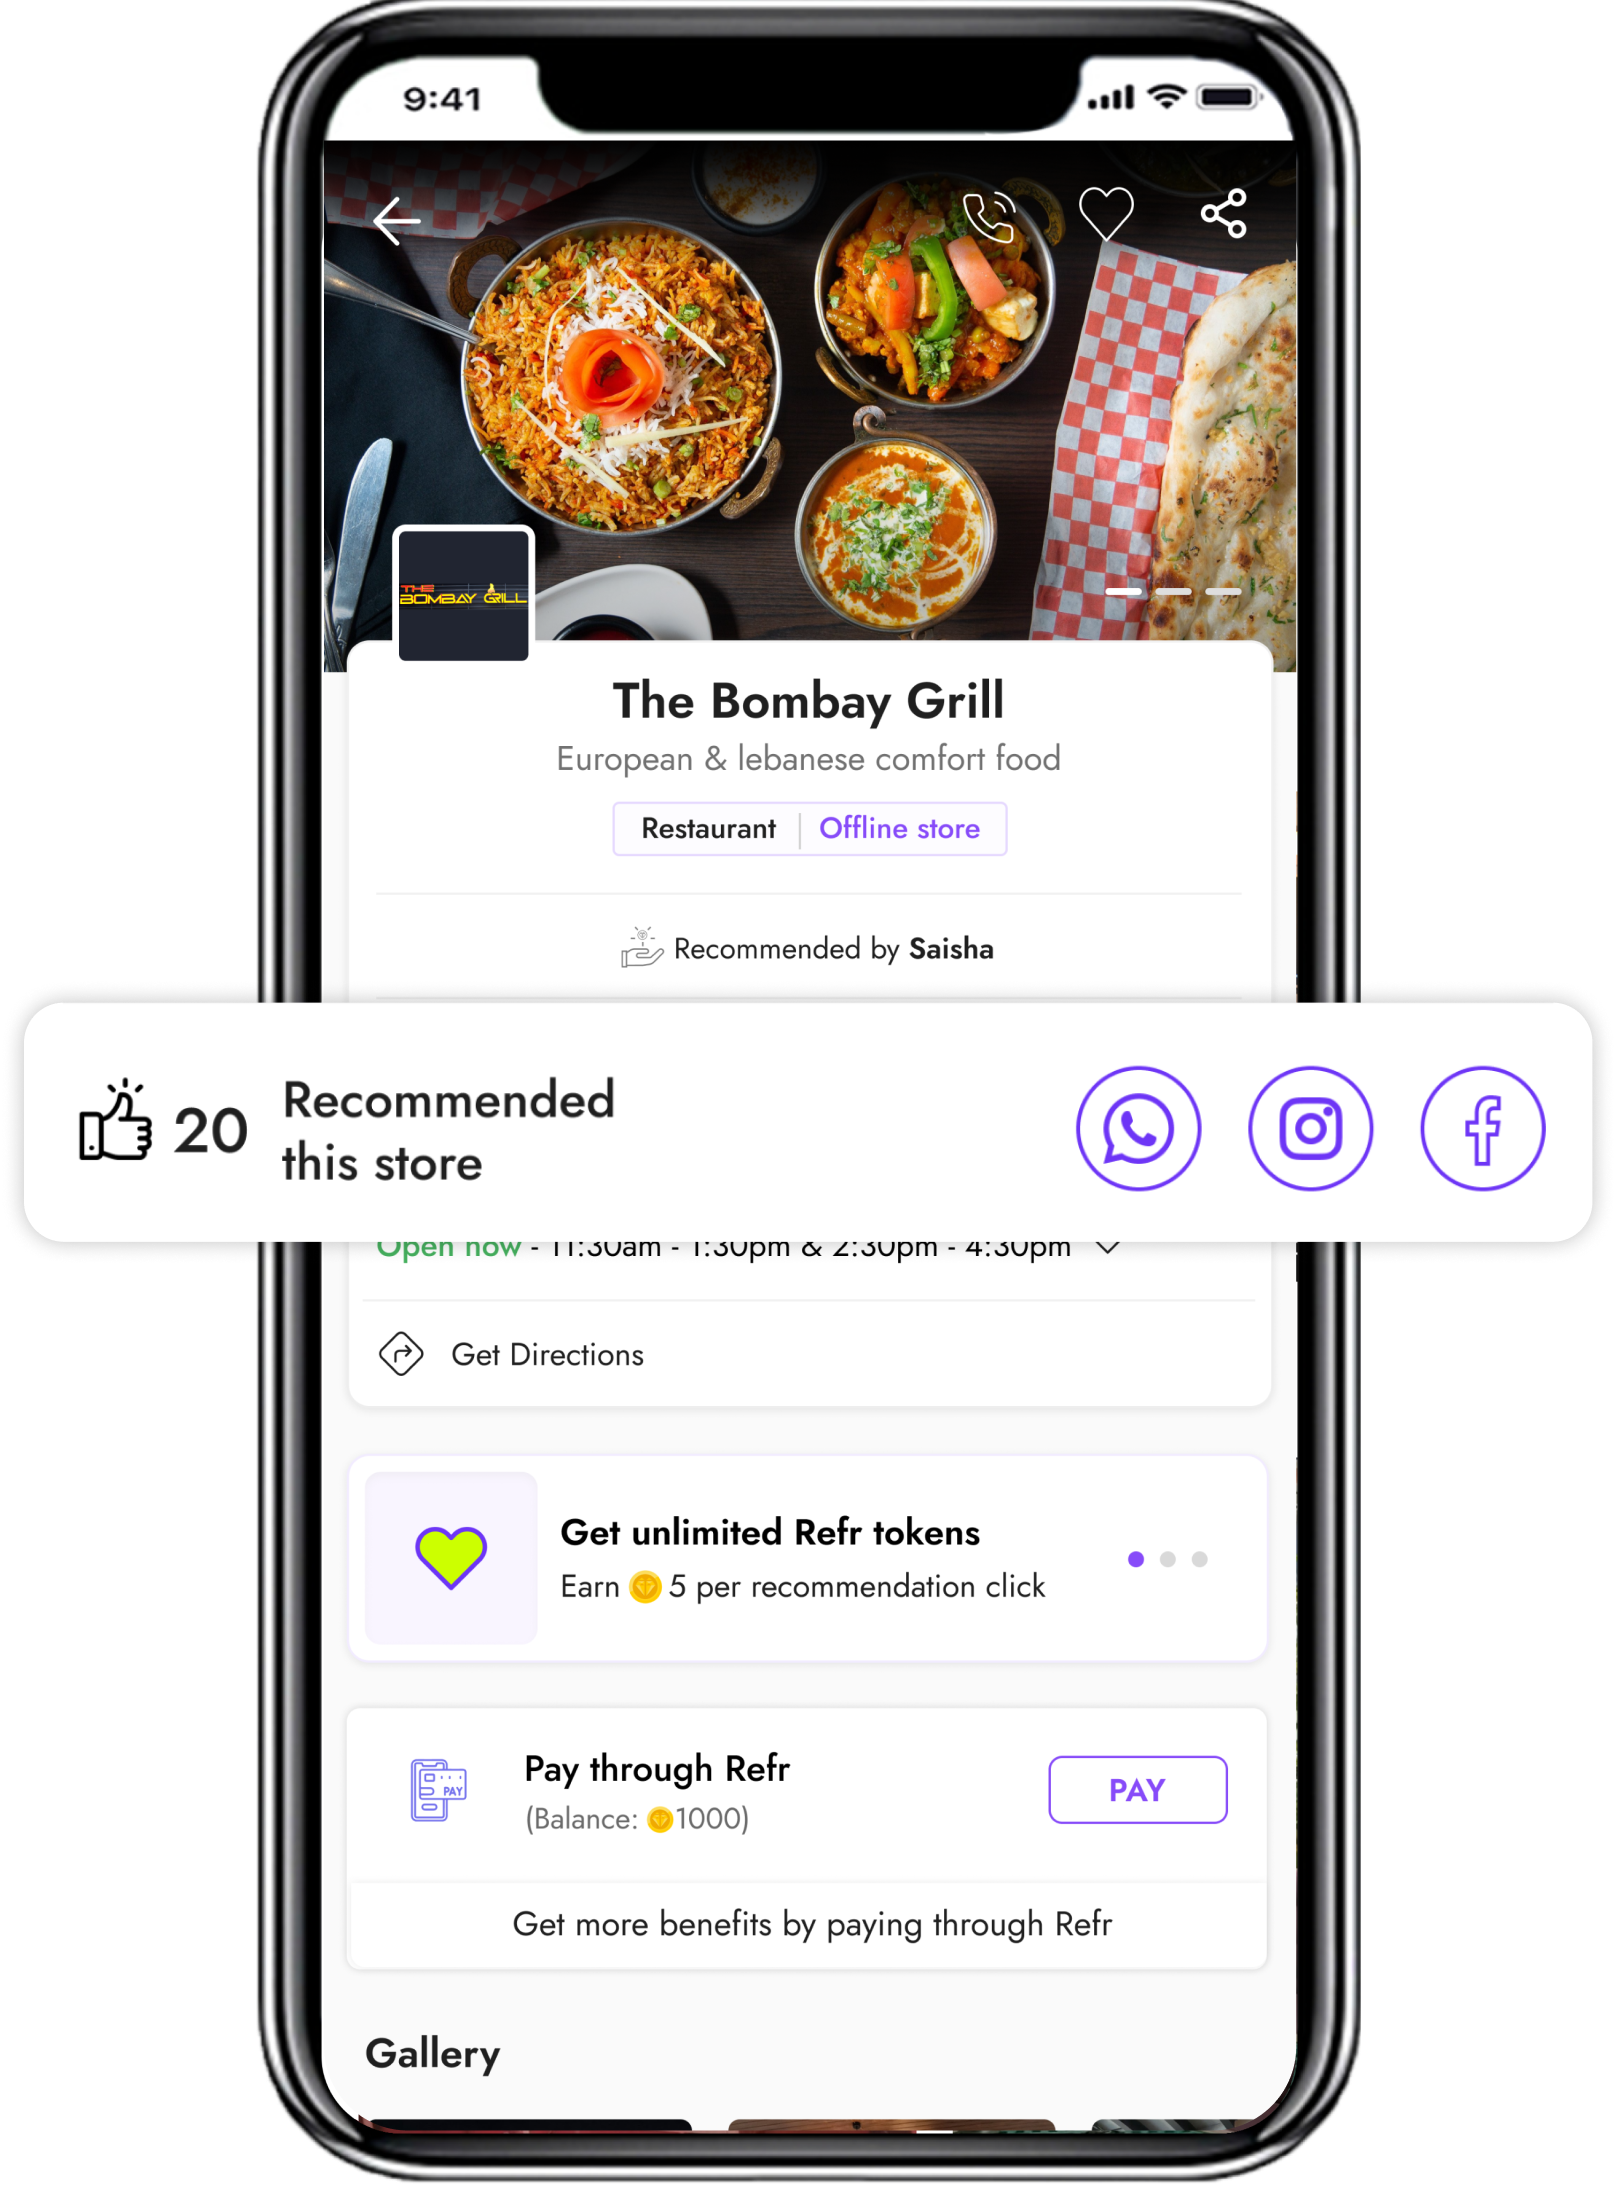 9:41
THE
BOMBAY GRILL
The Bombay Grill
European & lebanese comfort food
Restaurant | Offline store
Recommended by Saisha
20 Recommended
this store
Open now - 11:30am - 1:30pm & 2:30pm - 4:30pm
Get Directions
Get unlimited Refr tokens
Earn 5 per recommendation click
Pay through Refr
PAY
(Balance: 1000)
PAY
Get more benefits by paying through Refr
Gallery